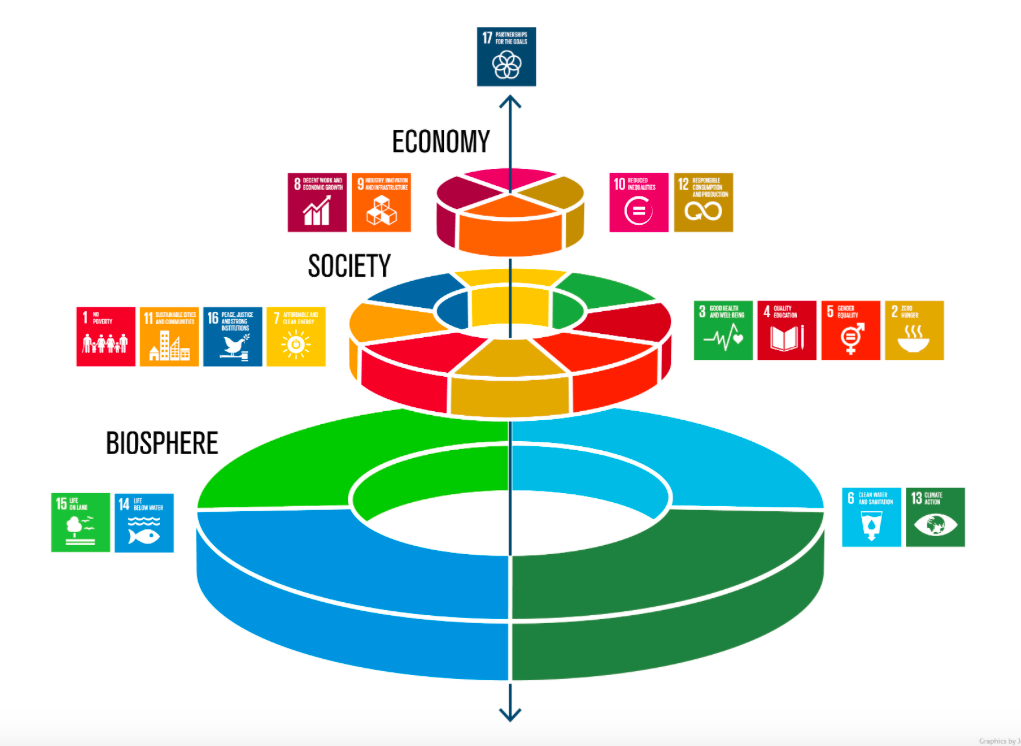 17 PARTNERSHIPS
FOR THE GOALS
ECONOMY
8 DECENT WORK AND
ECONOMIC GROWTH
9 INDUSTRY, INNOVATION
AND INFRASTRUCTURE
10 REDUCED
INEQUALITIES
12 RESPONSIBLE
CONSUMPTION
AND PRODUCTION
SOCIETY
1 NO
POVERTY
11 SUSTAINABLE CITIES
AND COMMUNITIES
16 PEACE, JUSTICE
AND STRONG
INSTITUTIONS
7 AFFORDABLE AND
CLEAN ENERGY
3 GOOD HEALTH
AND WELL-BEING
4 QUALITY
EDUCATION
5 GENDER
EQUALITY
2 ZERO
HUNGER
BIOSPHERE
15 LIFE
ON LAND
14 LIFE
BELOW WATER
6 CLEAN WATER
AND SANITATION
13 CLIMATE
ACTION
Graphics by J